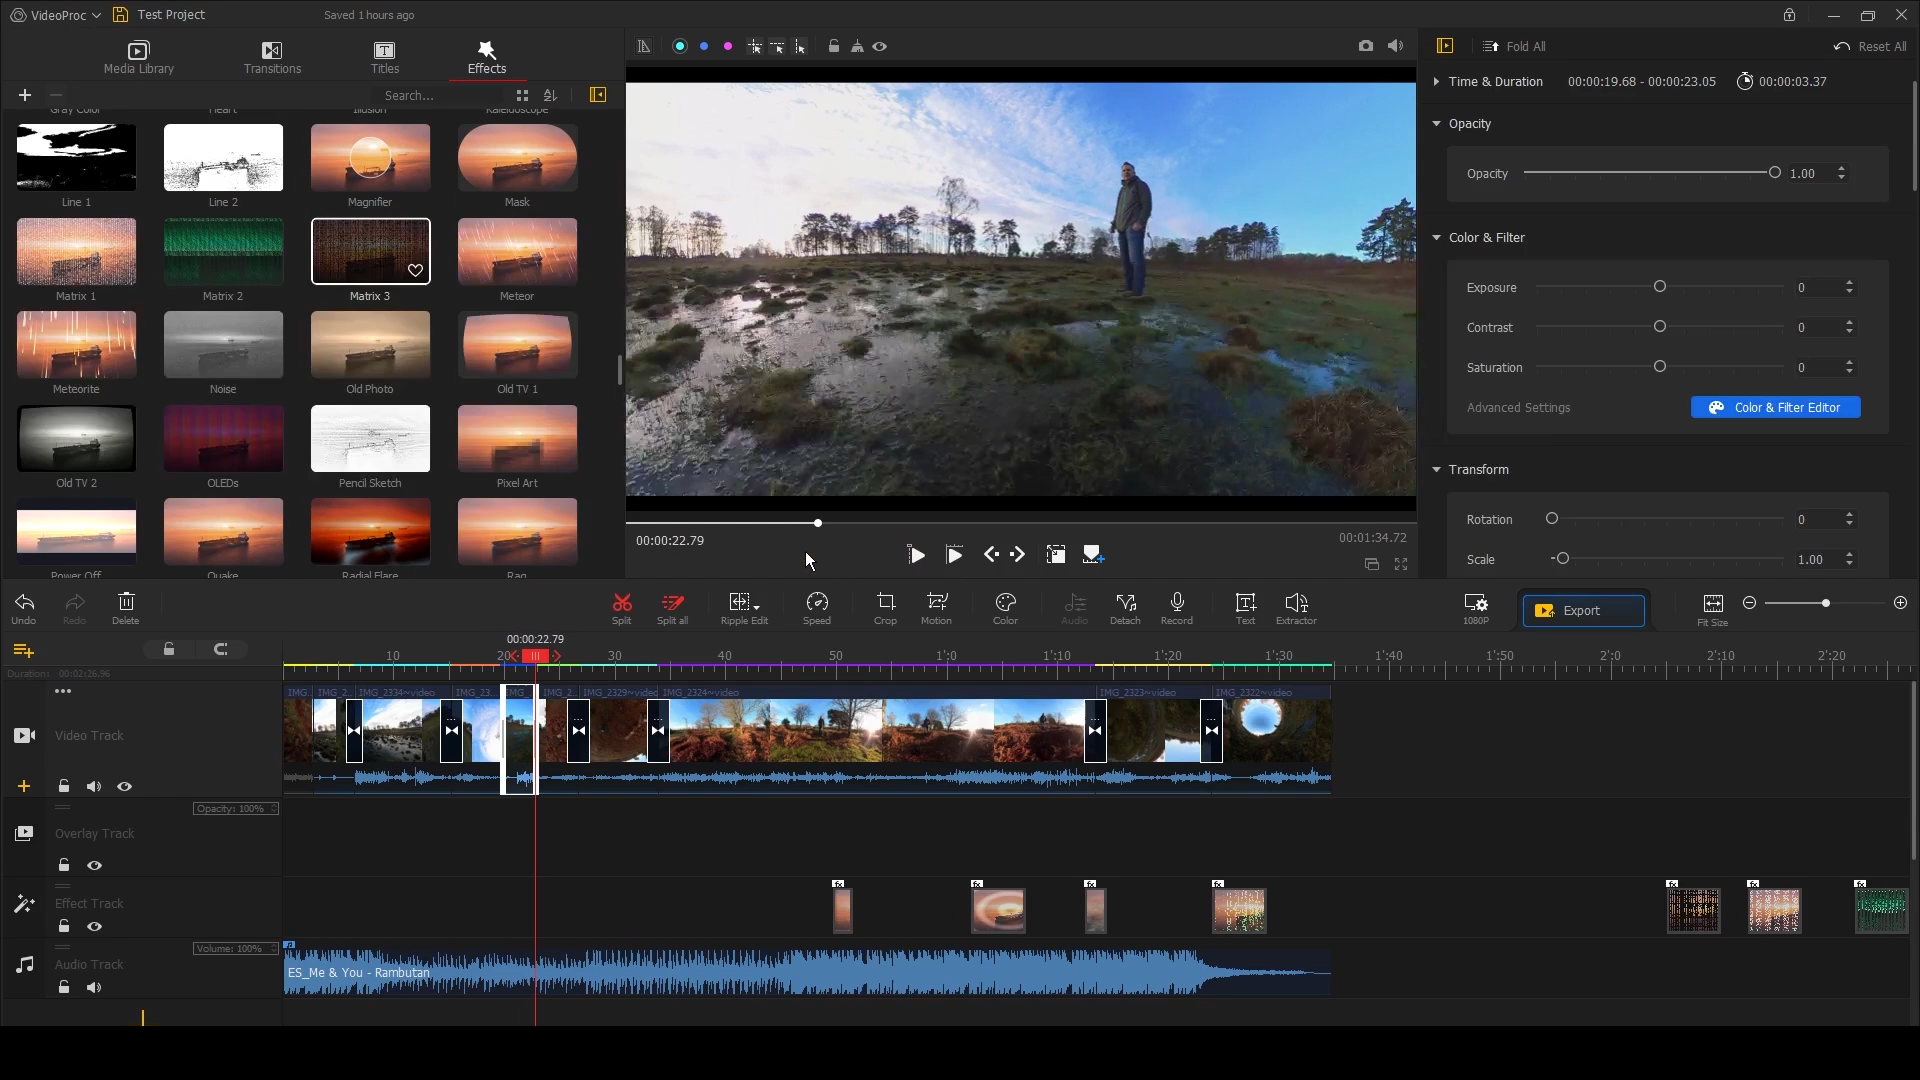 VideoProc
Test Project
Saved 1 hours ago
Media Library
Transitions
Titles
Effects
Fold All
Reset All
Search...
Time & Duration
00:00:19.68 - 00:00:23.05
00:00:03.37
Gray Color
Heart
Illusion
Kaleidoscope
Opacity
Opacity
1.00
Line 1
Line 2
Magnifier
Mask
Color & Filter
Exposure
0
Matrix 1
Matrix 2
Matrix 3
Meteor
Contrast
0
Saturation
0
Meteorite
Noise
Old Photo
Old TV 1
Advanced Settings
Color & Filter Editor
Transform
Old TV 2
OLEDs
Pencil Sketch
Pixel Art
Rotation
0
00:00:22.79
00:01:34.72
Scale
1.00
Power Off
Quake
Radial Flare
Rag
Undo
Redo
Delete
Split
Split all
Ripple Edit
Speed
Crop
Motion
Color
Audio
Detach
Record
Text
Extractor
1080P
Export
Fit Size
00:00:22.79
10
20
30
40
50
1':0
1':10
1':20
1':30
1':40
1':50
2':0
2':10
2':20
Duration: 00:02:26.96
IMG_
IMG_2...
IMG_2334~video
IMG_23...
IMG_
IMG_2...
IMG_2329~video
IMG_2324~video
IMG_2323~video
IMG_2322~video
Video Track
Opacity: 100%
Overlay Track
fx
fx
fx
fx
fx
fx
fx
Effect Track
Volume: 100%
Audio Track
ES_Me & You - Rambutan